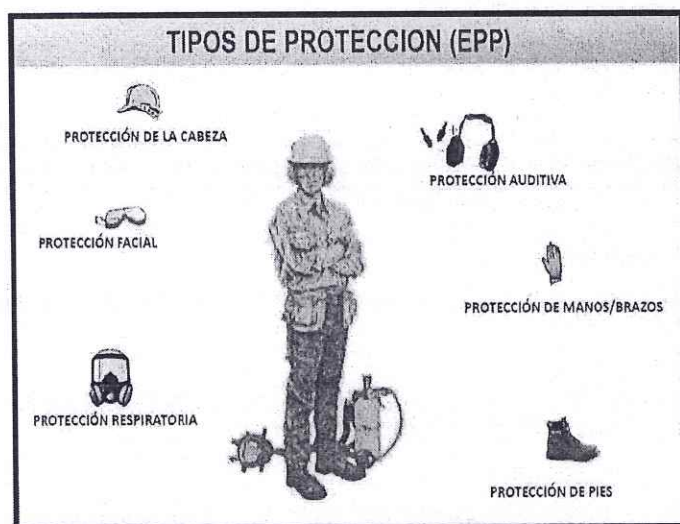 TIPOS DE PROTECCION (EPP)
PROTECCIÓN DE LA CABEZA
PROTECCIÓN AUDITIVA
PROTECCIÓN FACIAL
PROTECCIÓN DE MANOS/BRAZOS
PROTECCIÓN RESPIRATORIA
PROTECCIÓN DE PIES